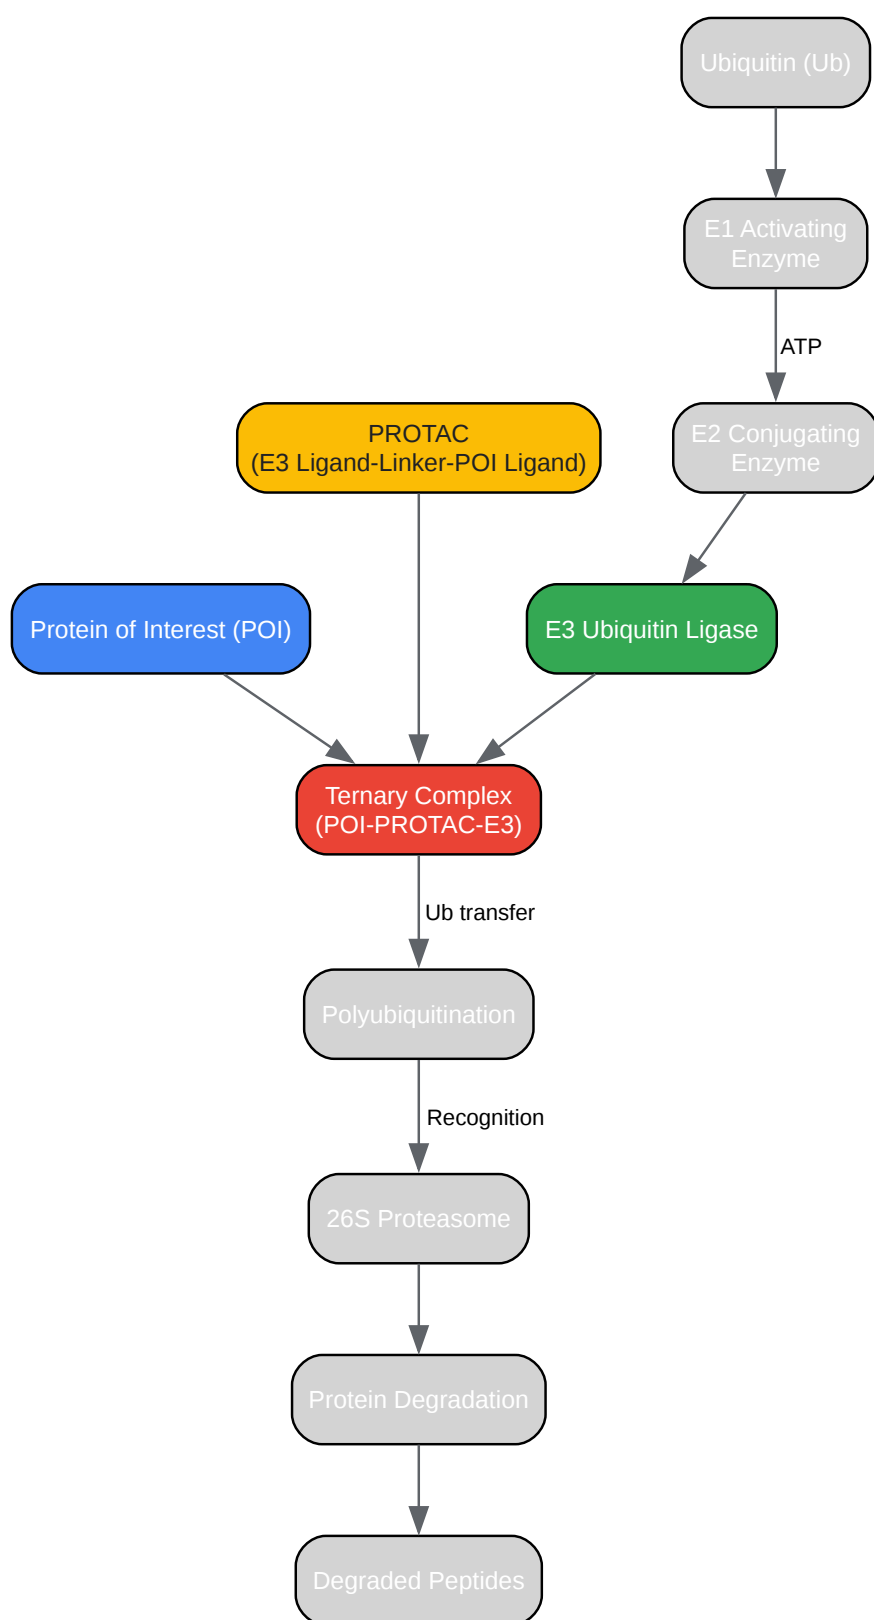 Ubiquitin (Ub)
E1 Activating
Enzyme
ATP
PROTAC
(E3 Ligand-Linker-POI Ligand)
E2 Conjugating
Enzyme
Protein of Interest (POI)
E3 Ubiquitin Ligase
Ternary Complex
(POI-PROTAC-E3)
Ub transfer
Polyubiquitination
Recognition
26S Proteasome
Protein Degradation
Degraded Peptides